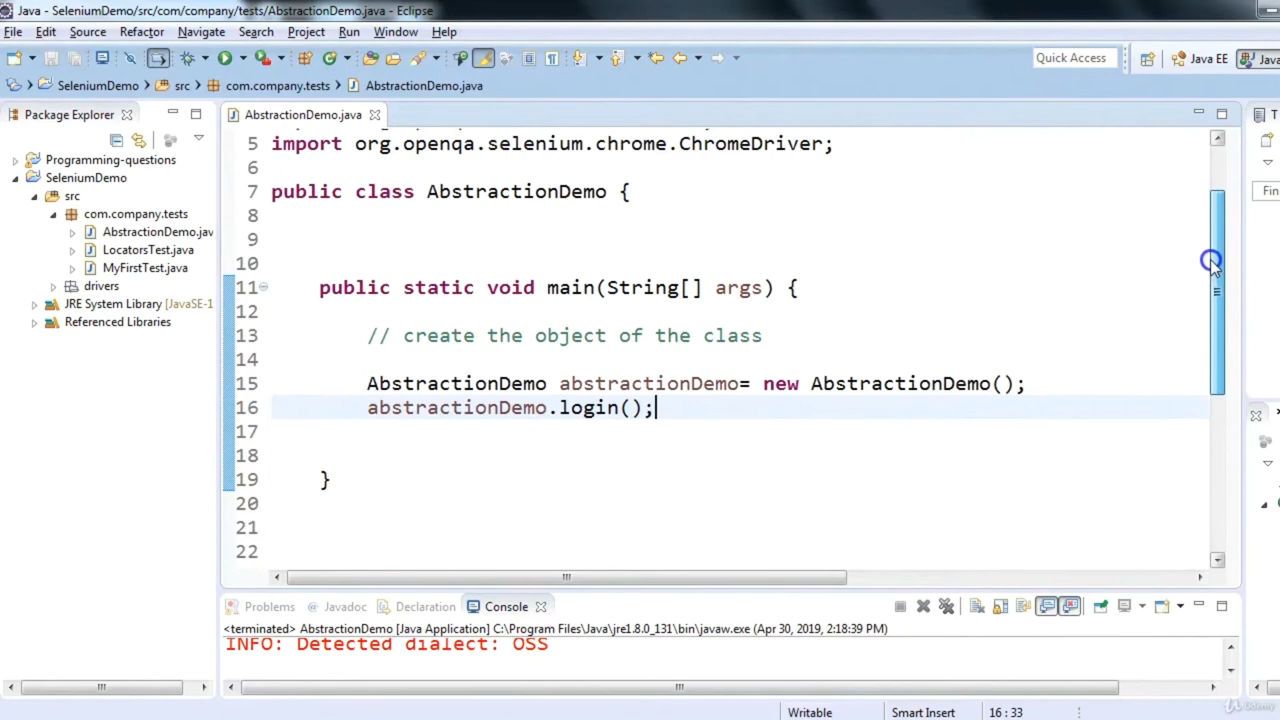 Java - SeleniumDemo/src/com/company/tests/AbstractionDemo.java - Eclipse
File Edit Source Refactor Navigate Search Project Run Window Help
Quick Access Java EE Java
SeleniumDemo src com.company.tests AbstractionDemo.java
Package Explorer
Programming-questions
SeleniumDemo
src
com.company.tests
AbstractionDemo.jav
LocatorsTest.java
MyFirstTest.java
drivers
JRE System Library [JavaSE-1
Referenced Libraries
AbstractionDemo.java
5 import org.openqa.selenium.chrome.ChromeDriver;
6
7 public class AbstractionDemo {
8
9
10
11 public static void main(String[] args) {
12
13 // create the object of the class
14
15 AbstractionDemo abstractionDemo= new AbstractionDemo();
16 abstractionDemo.login();
17
18
19 }
20
21
22
T
Fin
Problems @ Javadoc Declaration Console
<terminated> AbstractionDemo [Java Application] C:\Program Files\Java\jre1.8.0_131\bin\javaw.exe (Apr 30, 2019, 2:18:39 PM)
INFO: Detected dialect: OSS
Writable Smart Insert 16 : 33
Udemy